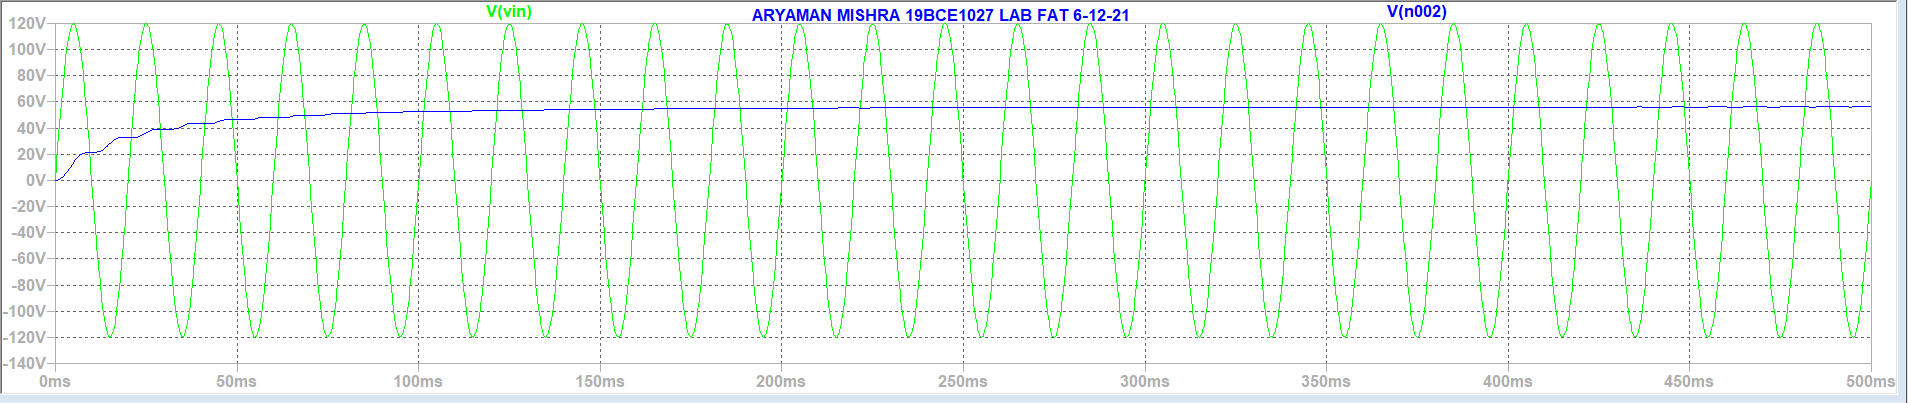 V(vin) ARYAMAN MISHRA 19BCE1027 LAB FAT 6-12-21 V(n002)
120V
100V
80V
60V
40V
20V
0V
-20V
-40V
-60V
-80V
-100V
-120V
-140V
0ms 50ms 100ms 150ms 200ms 250ms 300ms 350ms 400ms 450ms 500ms